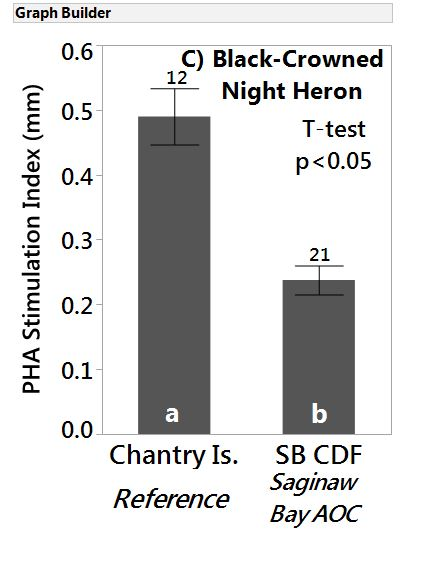 Graph Builder
C) Black-Crowned
Night Heron
T-test
p<0.05
PHA Stimulation Index (mm)
0.6
0.5
0.4
0.3
0.2
0.1
0.0
12
21
a
b
Chantry Is.
SB CDF
Reference
Saginaw
Bay AOC